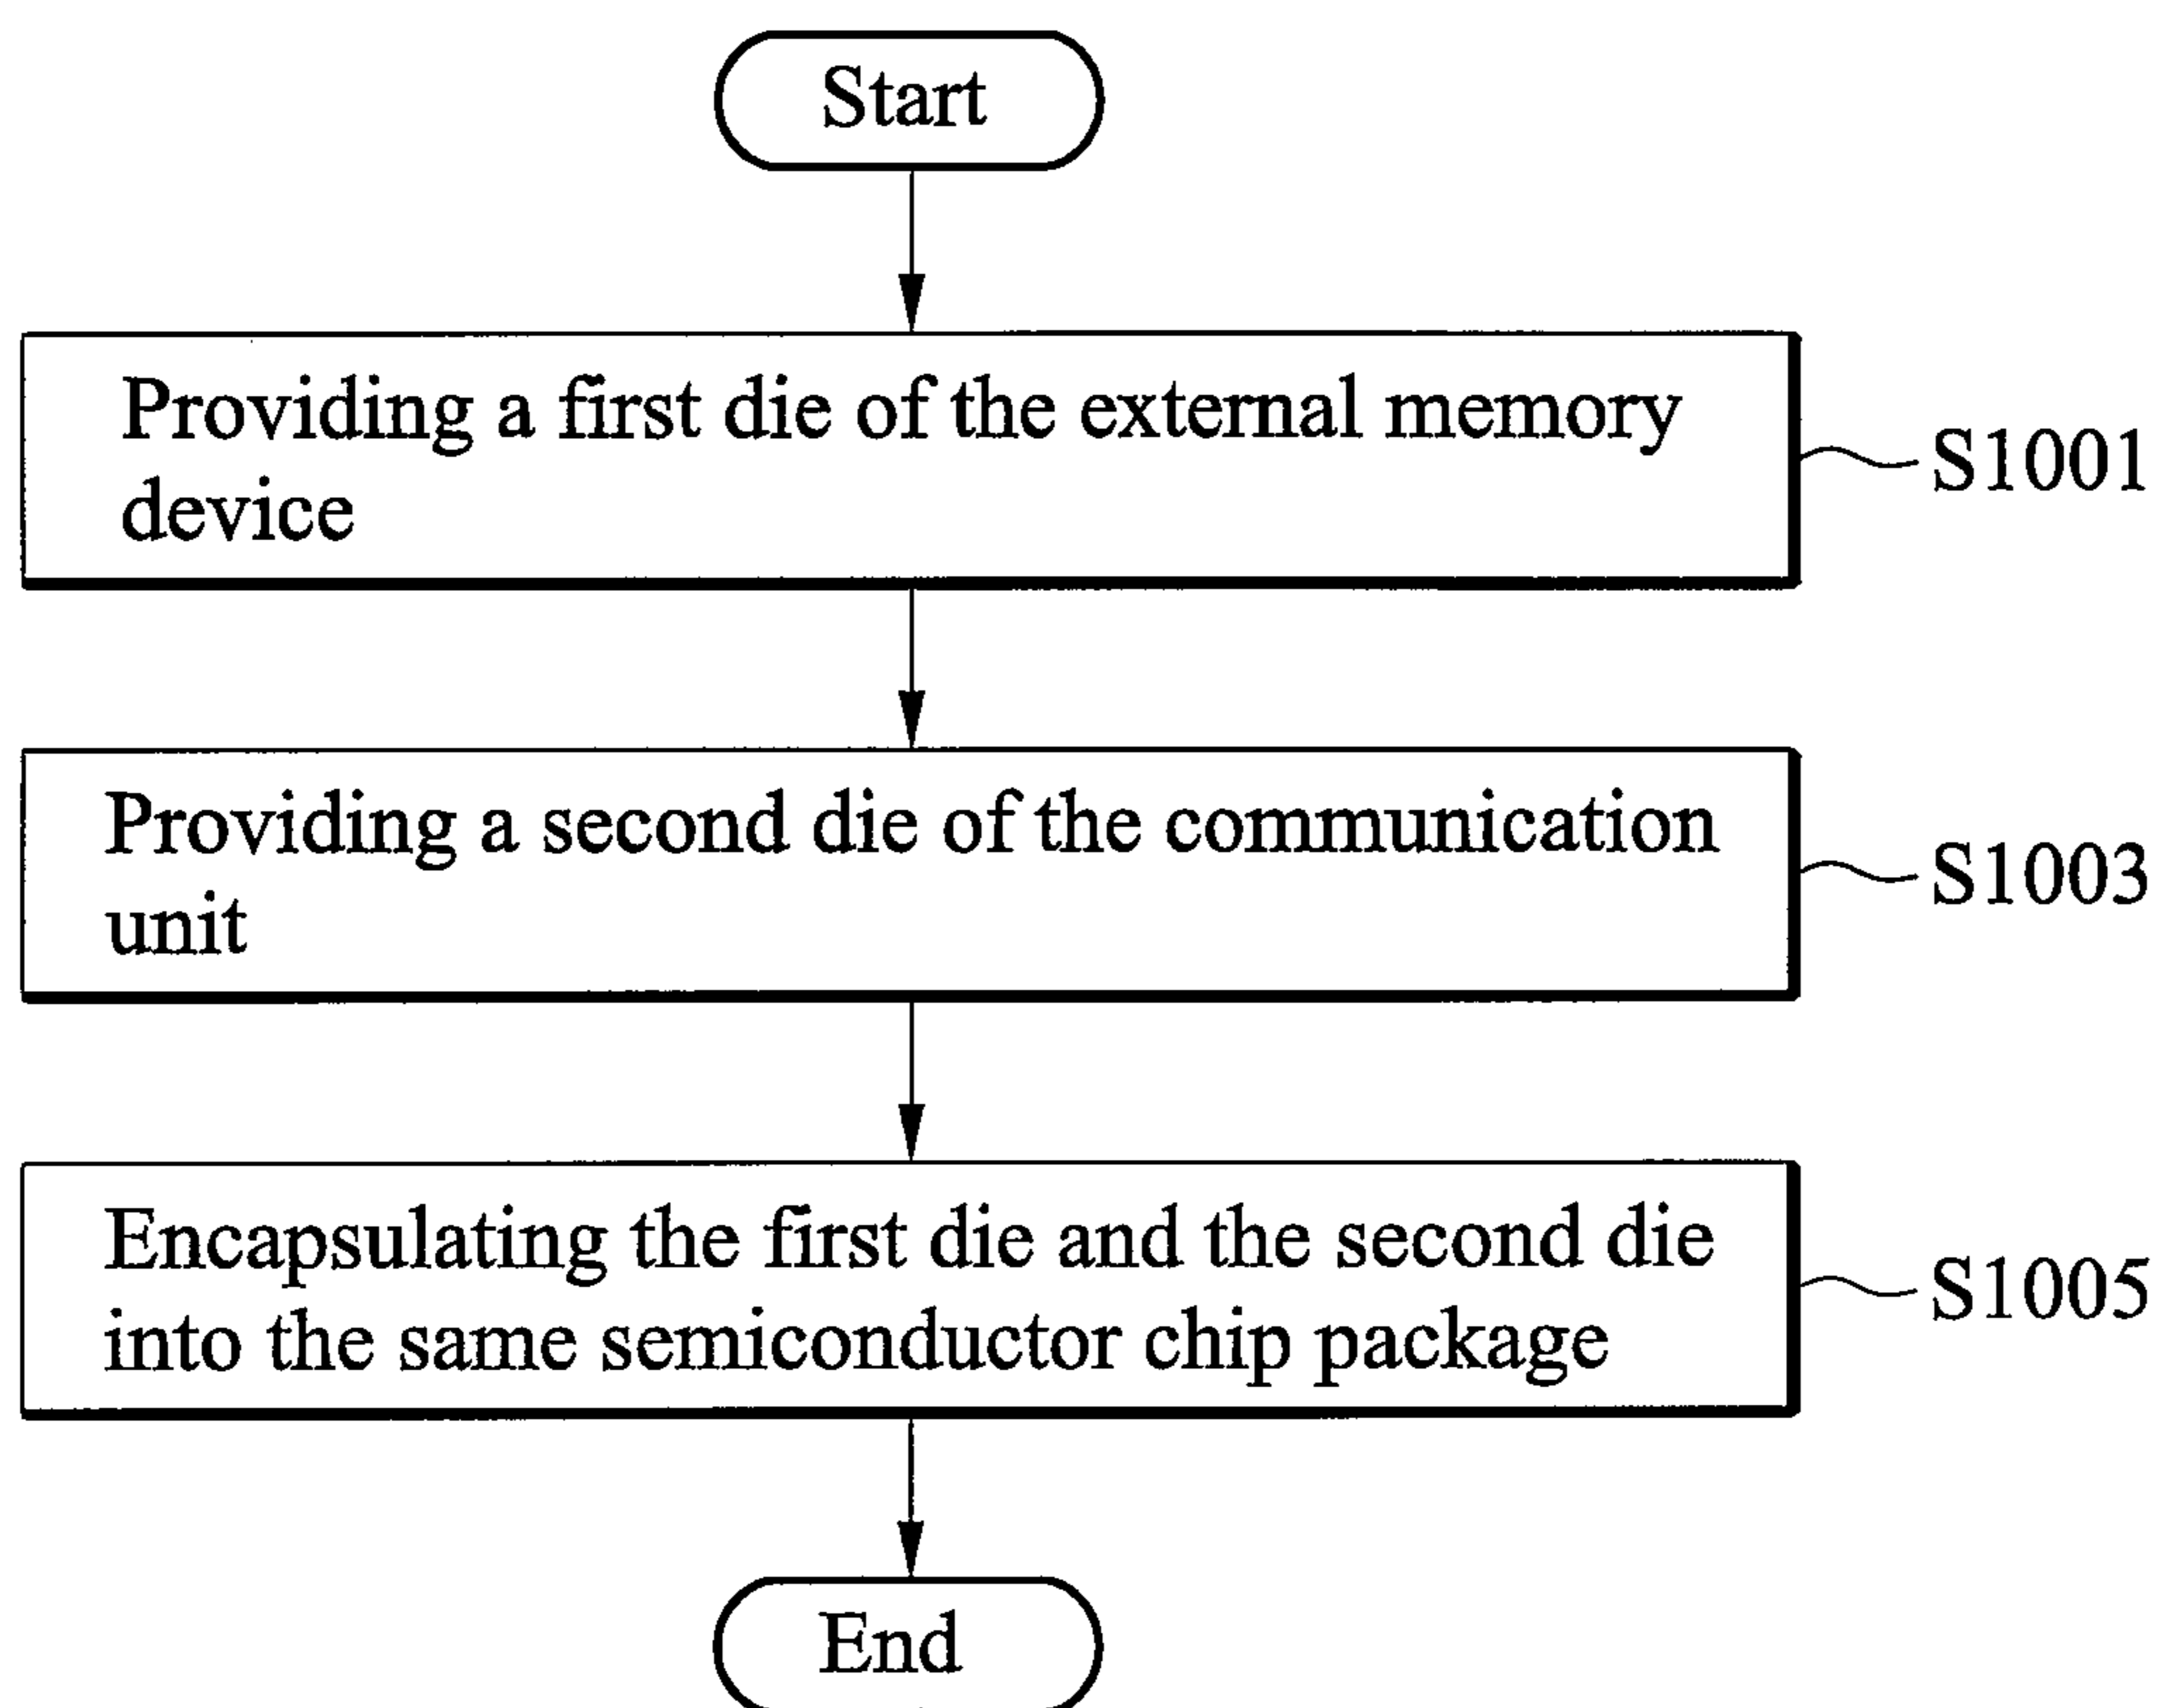 Start
Providing a first die of the external memory
device
S1001
Providing a second die of the communication
unit
S1003
Encapsulating the first die and the second die
into the same semiconductor chip package
S1005
End